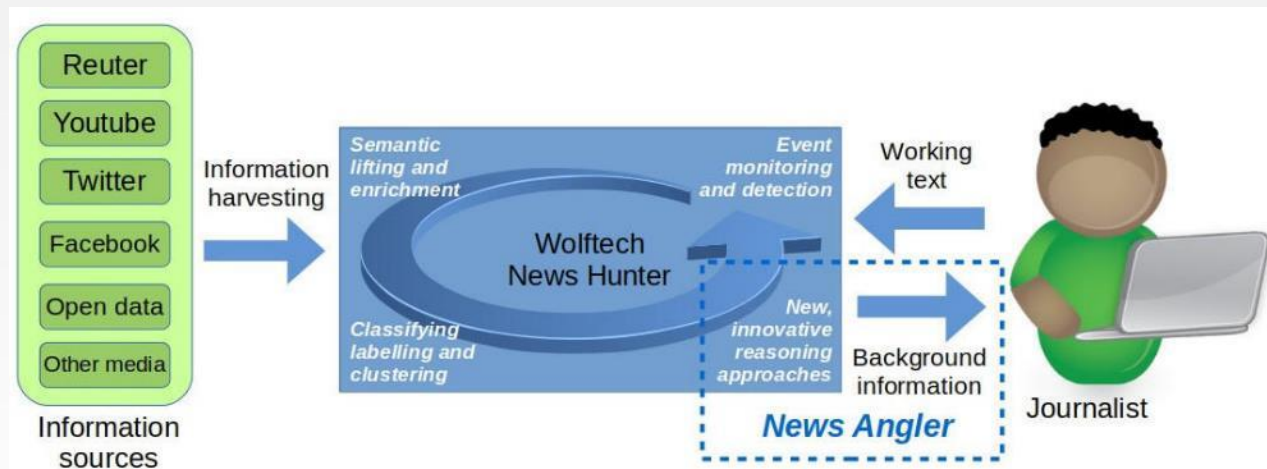 Reuter
Youtube
Twitter
Facebook
Open data
Other media
Information
sources
Information
harvesting
Semantic
lifting and
enrichment
Event
monitoring
and detection
Wolftech
News Hunter
Classifying
labelling and
clustering
New,
innovative
reasoning
approaches
Working
text
Background
information
News Angler
Journalist